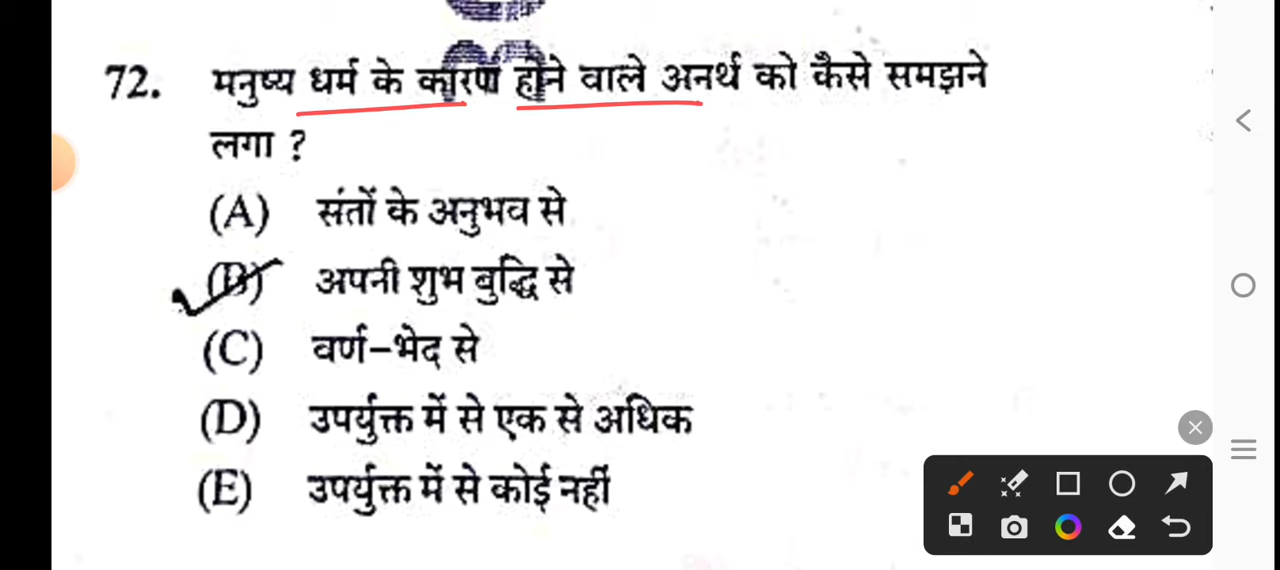 72. मनुष्य धर्म के कारण होने वाले अनर्थ को कैसे समझने
लगा ?
(A) संतों के अनुभव से
(B) अपनी शुभ बुद्धि से
(C) वर्ण–भेद से
(D) उपर्युक्त में से एक से अधिक
(E) उपर्युक्त में से कोई नहीं